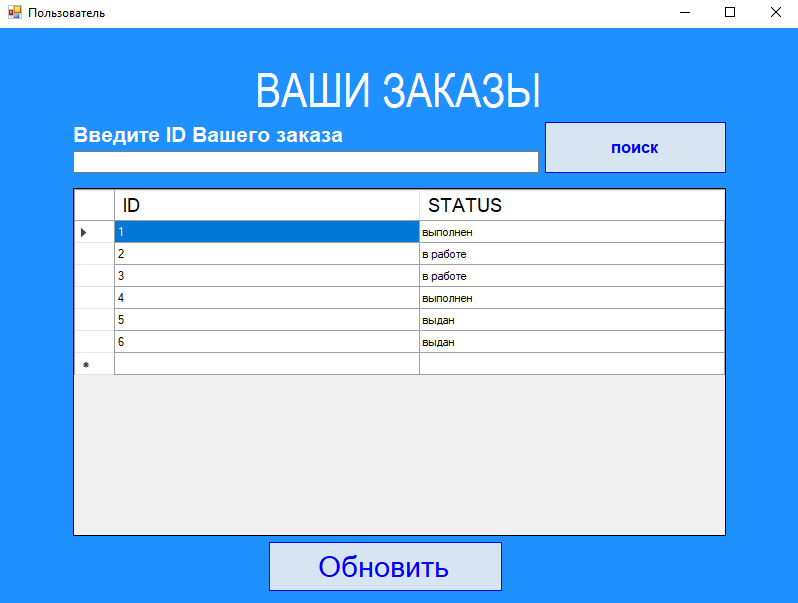 Пользователь
ВАШИ ЗАКАЗЫ
Введите ID Вашего заказа
поиск
ID STATUS
1 выполнен
2 в работе
3 в работе
4 выполнен
5 выдан
6 выдан
Обновить